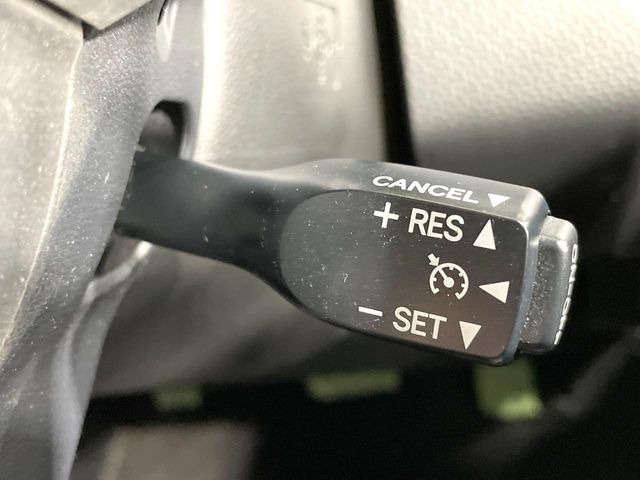 CANCEL ▼
+ RES ▲
◀
− SET ▼